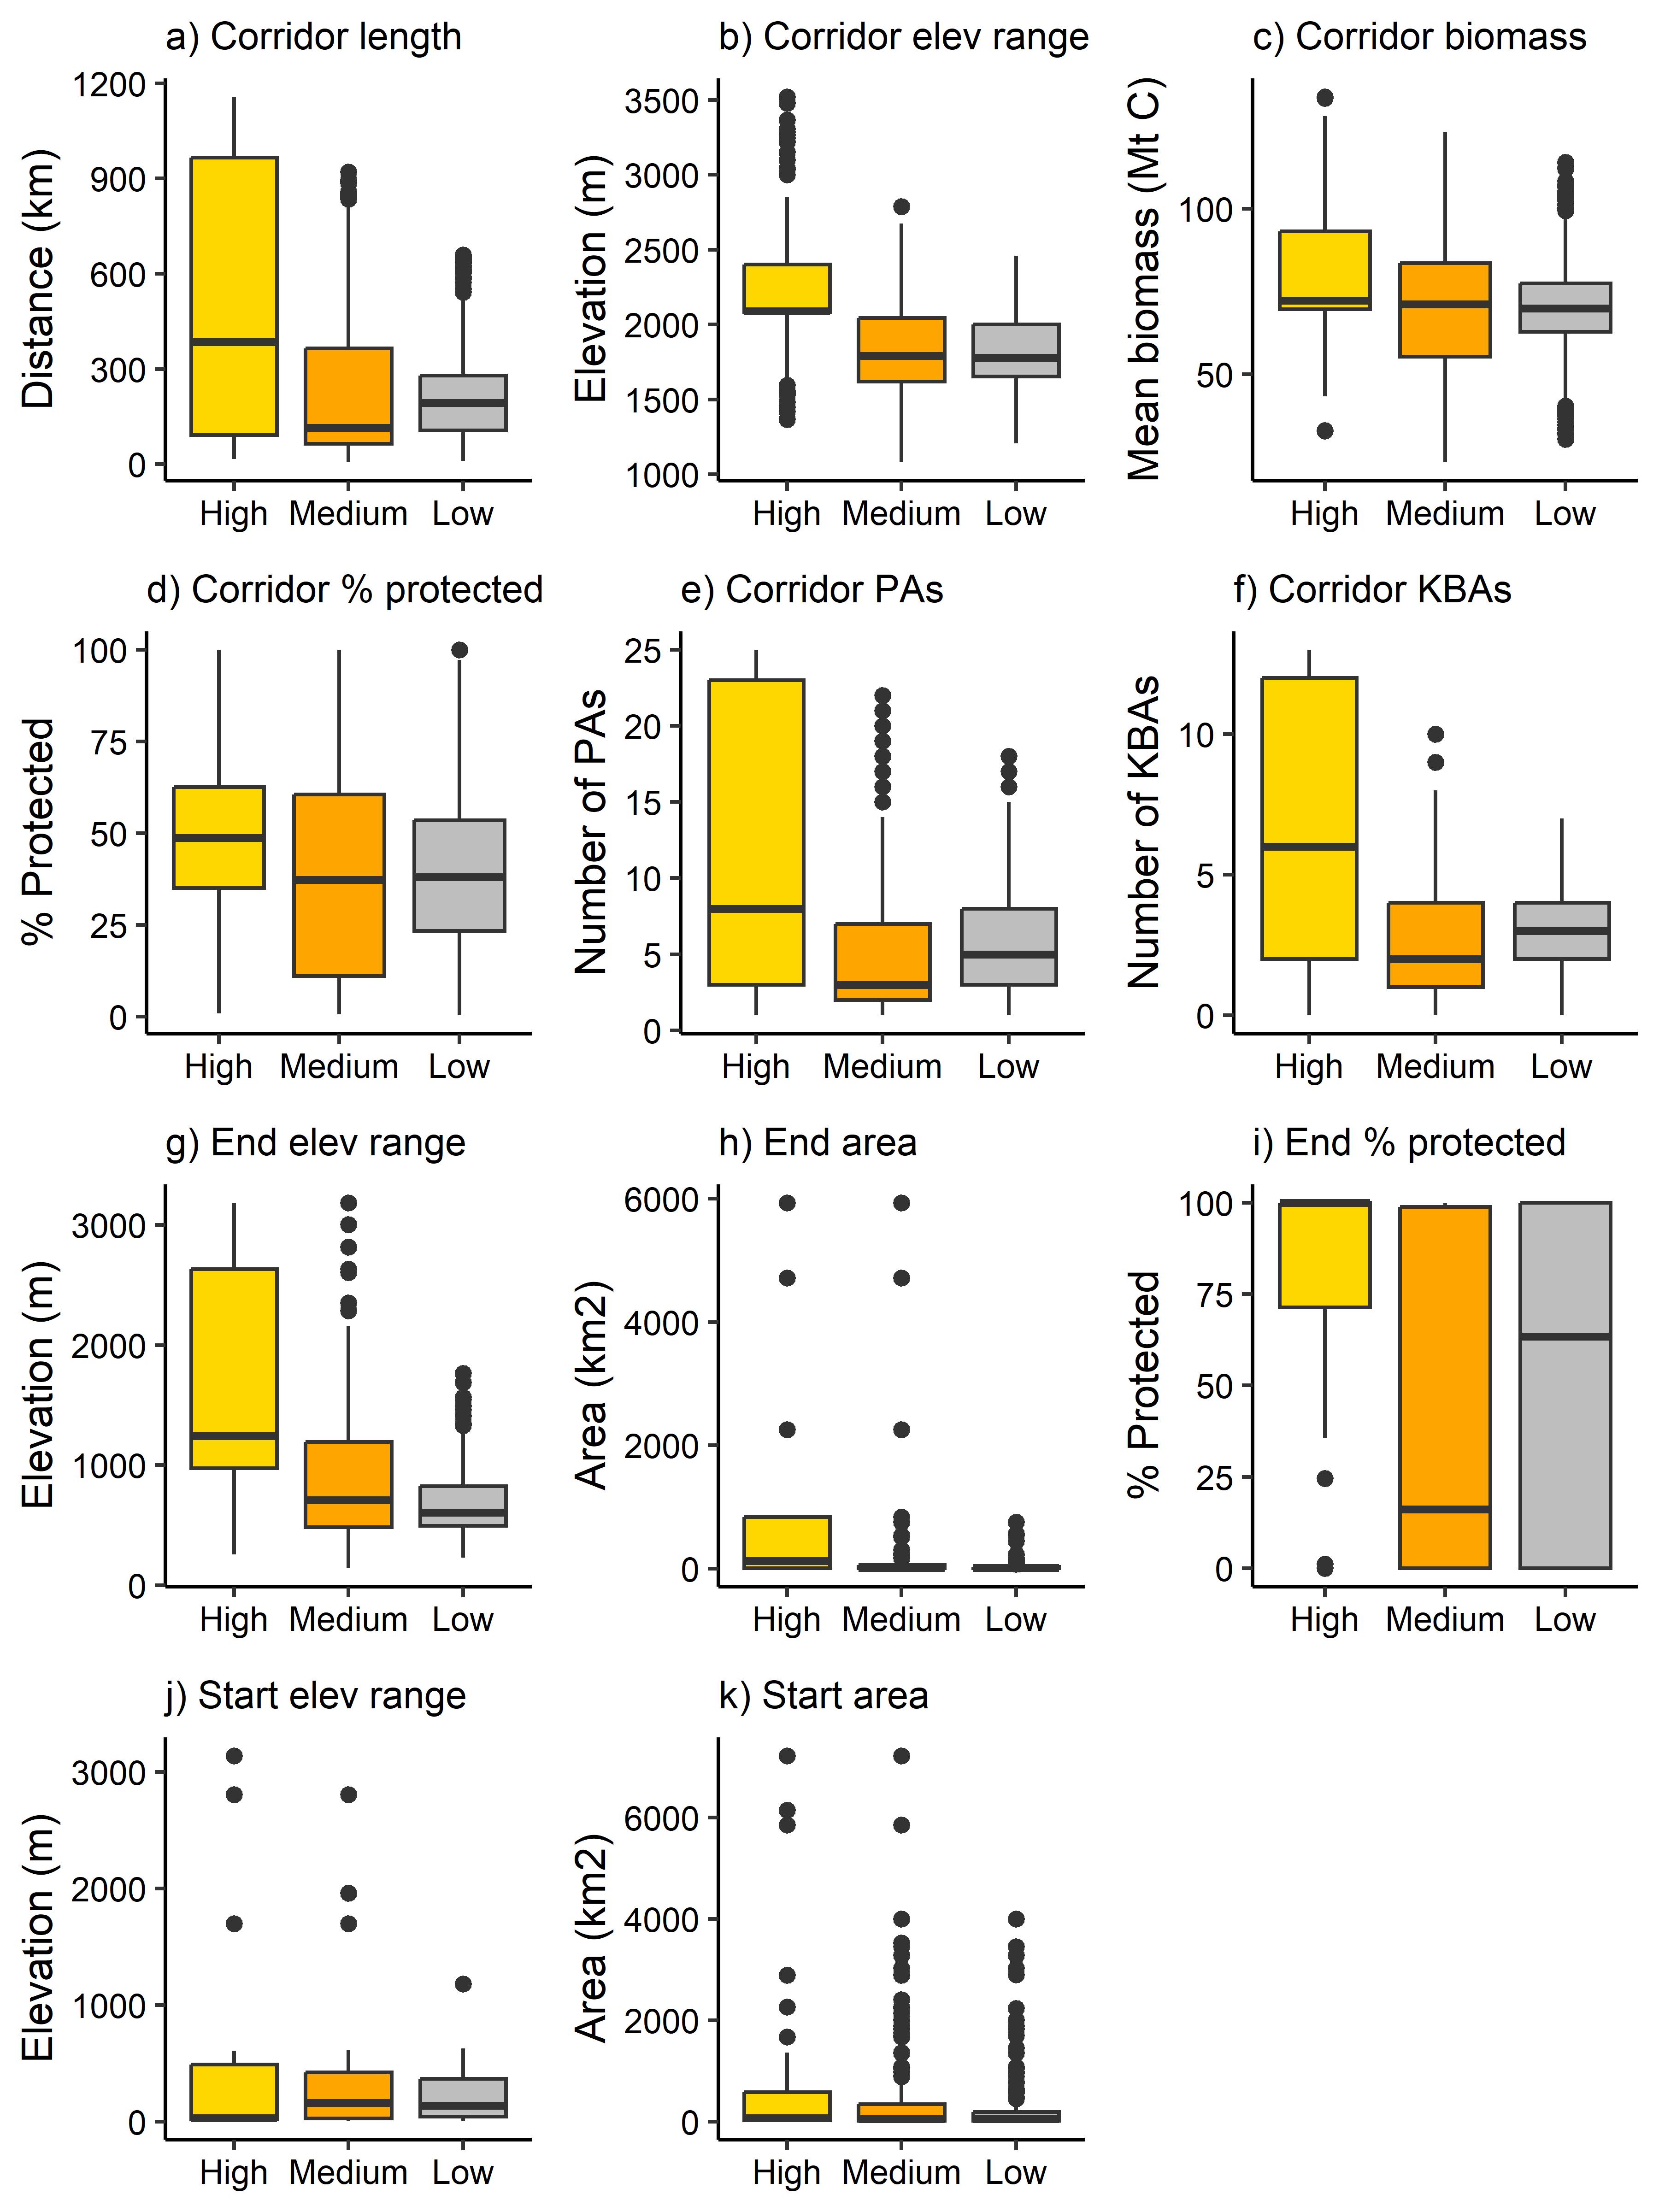 a) Corridor length
Distance (km)
1200
900
600
300
0
High Medium Low
b) Corridor elev range
Elevation (m)
3500
3000
2500
2000
1500
1000
High Medium Low
c) Corridor biomass
Mean biomass (Mt C)
100
50
High Medium Low
d) Corridor % protected
% Protected
100
75
50
25
0
High Medium Low
e) Corridor PAs
Number of PAs
25
20
15
10
5
0
High Medium Low
f) Corridor KBAs
Number of KBAs
10
5
0
High Medium Low
g) End elev range
Elevation (m)
3000
2000
1000
0
High Medium Low
h) End area
Area (km2)
6000
4000
2000
0
High Medium Low
i) End % protected
% Protected
100
75
50
25
0
High Medium Low
j) Start elev range
Elevation (m)
3000
2000
1000
0
High Medium Low
k) Start area
Area (km2)
6000
4000
2000
0
High Medium Low